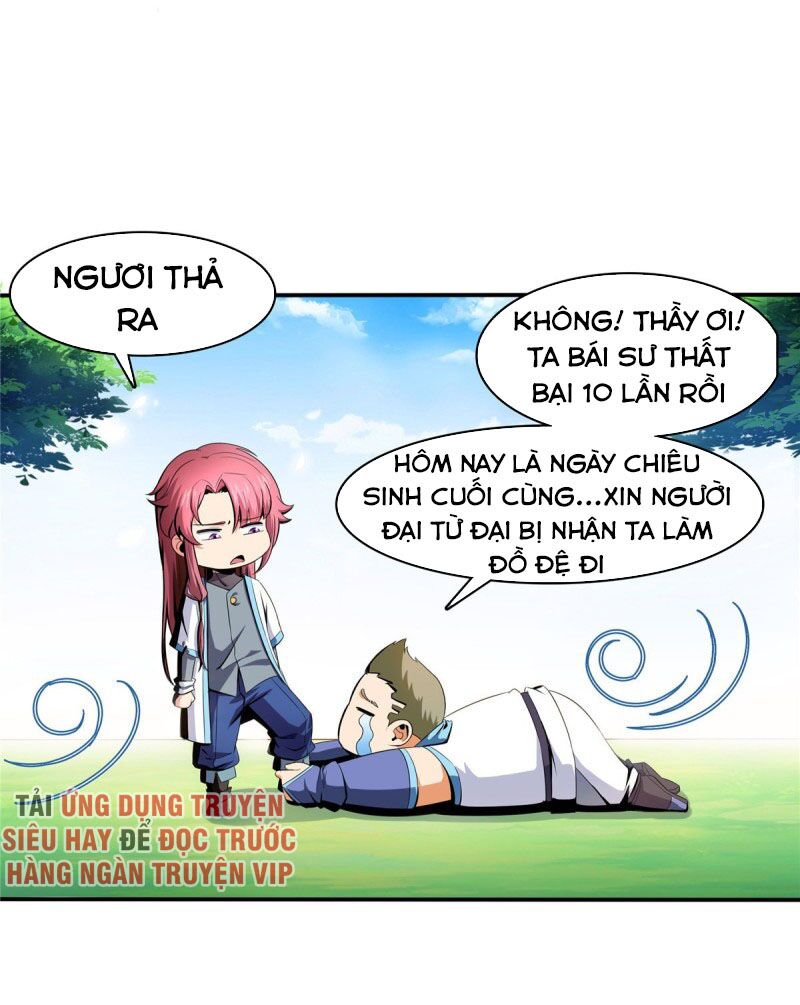 NGƯƠI THẢ
RA
KHÔNG! THẦY ƠI!
TA BÁI SƯ THẤT
BẠI 10 LẦN RỒI
HÔM NAY LÀ NGÀY CHIÊU
SINH CUỐI CÙNG...XIN NGƯỜI
ĐẠI TỪ ĐẠI BI NHẬN TA LÀM
ĐỒ ĐỆ ĐI
TẢI ỨNG DỤNG TRUYỆN
SIÊU HAY ĐỂ ĐỌC TRƯỚC
HÀNG NGÀN TRUYỆN VIP